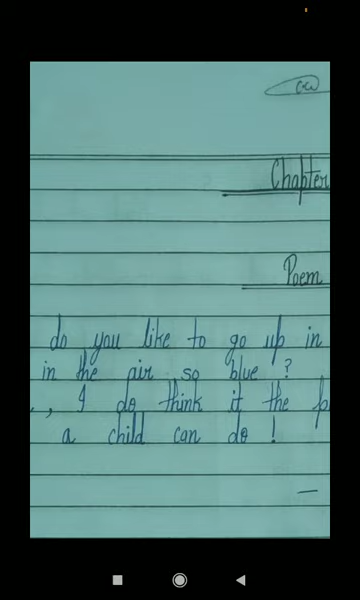 cw
Chapter
Poem
do you like to go up in
in the air so blue ?
, I do think it the p
a child can do !
—